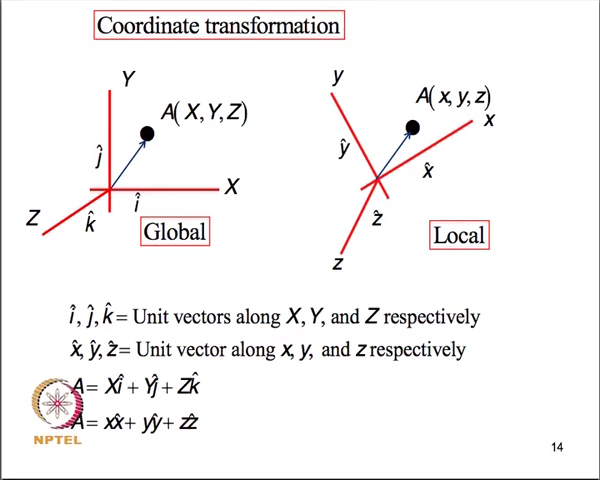 Coordinate transformation
Y
A(X,Y,Z)
ĵ
X
î
Z
k̂
Global
y
A(x,y,z)
x
ŷ
x̂
ẑ
z
Local
î, ĵ, k̂ = Unit vectors along X, Y, and Z respectively
x̂, ŷ, ẑ = Unit vector along x, y, and z respectively
A = Xî + Yĵ + Zk̂
A = xx̂ + yŷ + zẑ
NPTEL
14